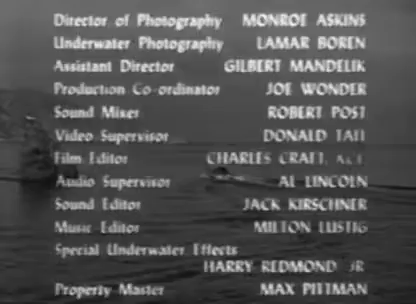 Director of Photography MONROE ASKINS
Underwater Photography LAMAR BOREN
Assistant Director GILBERT MANDELIK
Production Co-ordinator JOE WONDER
Sound Mixer ROBERT POST
Video Supervisor DONALD TAIT
Film Editor CHARLES CRAFT, A.C.E.
Audio Supervisor AL LINCOLN
Sound Editor JACK KIRSCHNER
Music Editor MILTON LUSTIG
Special Underwater Effects
HARRY REDMOND JR
Property Master MAX PITTMAN